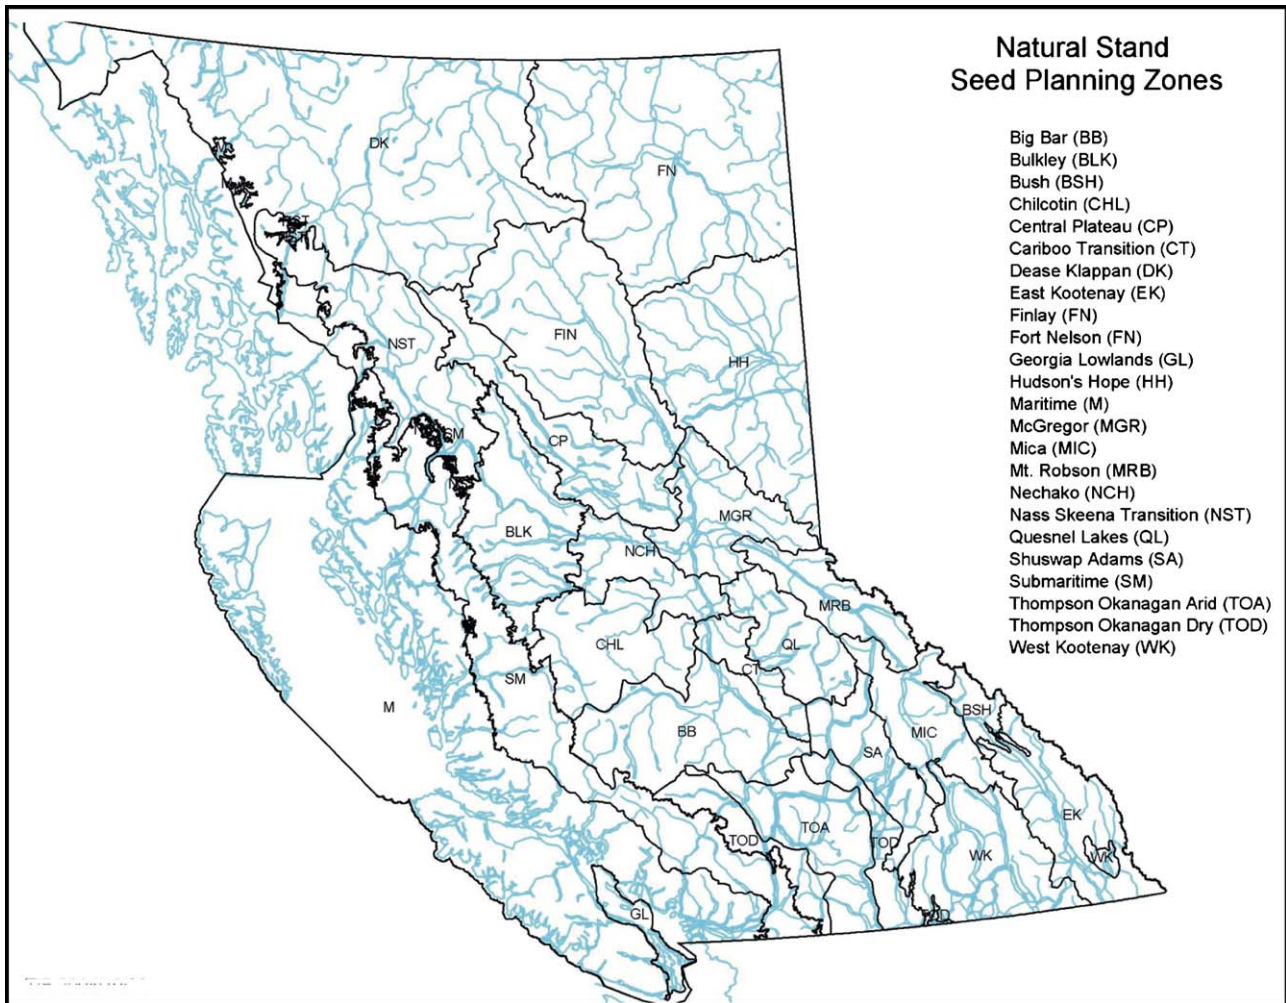 Natural Stand
Seed Planning Zones
Big Bar (BB)
Bulkley (BLK)
Bush (BSH)
Chilcotin (CHL)
Central Plateau (CP)
Cariboo Transition (CT)
Dease Klappan (DK)
East Kootenay (EK)
Finlay (FN)
Fort Nelson (FN)
Georgia Lowlands (GL)
Hudson's Hope (HH)
Maritime (M)
McGregor (MGR)
Mica (MIC)
Mt. Robson (MRB)
Nechako (NCH)
Nass Skeena Transition (NST)
Quesnel Lakes (QL)
Shuswap Adams (SA)
Submaritime (SM)
Thompson Okanagan Arid (TOA)
Thompson Okanagan Dry (TOD)
West Kootenay (WK)
DK
M
FN
NST
FIN
NST
HH
SM
CP
MGR
BLK
NCH
MRB
CHL
QL
CT
SM
M
BSH
BB
MIC
SA
EK
TOA
TOD
TOD
WK
WK
GL
TOD